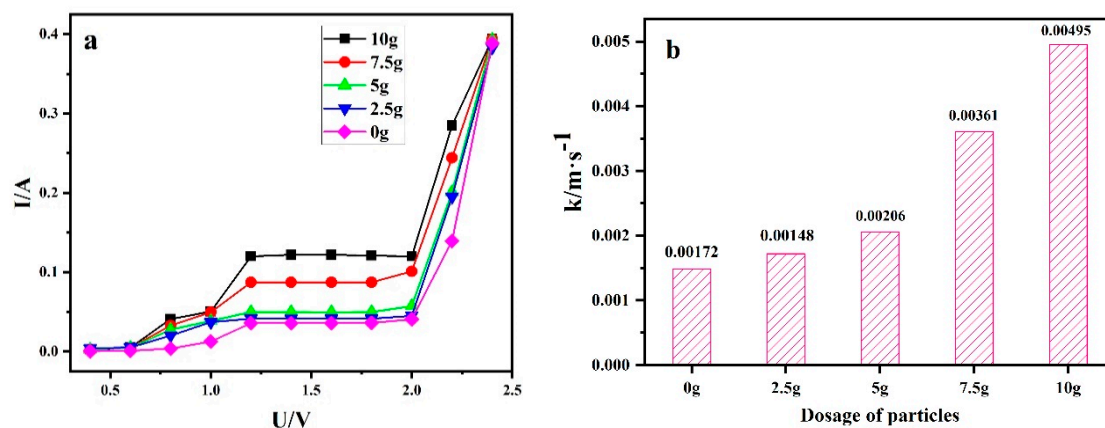 a
10g
7.5g
5g
2.5g
0g
I/A
0.4
0.3
0.2
0.1
0.0
0.5 1.0 1.5 2.0 2.5
U/V
b
k/m·s⁻¹
0.005
0.004
0.003
0.002
0.001
0.000
0.00172
0.00148
0.00206
0.00361
0.00495
0g 2.5g 5g 7.5g 10g
Dosage of particles